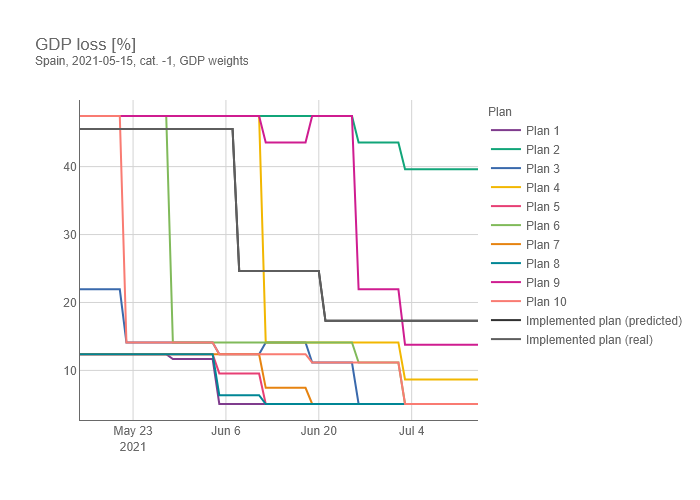 GDP loss [%]
Spain, 2021-05-15, cat. -1, GDP weights
Plan
Plan 1
Plan 2
Plan 3
Plan 4
Plan 5
Plan 6
Plan 7
Plan 8
Plan 9
Plan 10
Implemented plan (predicted)
Implemented plan (real)
40
30
20
10
May 23
2021
Jun 6
Jun 20
Jul 4